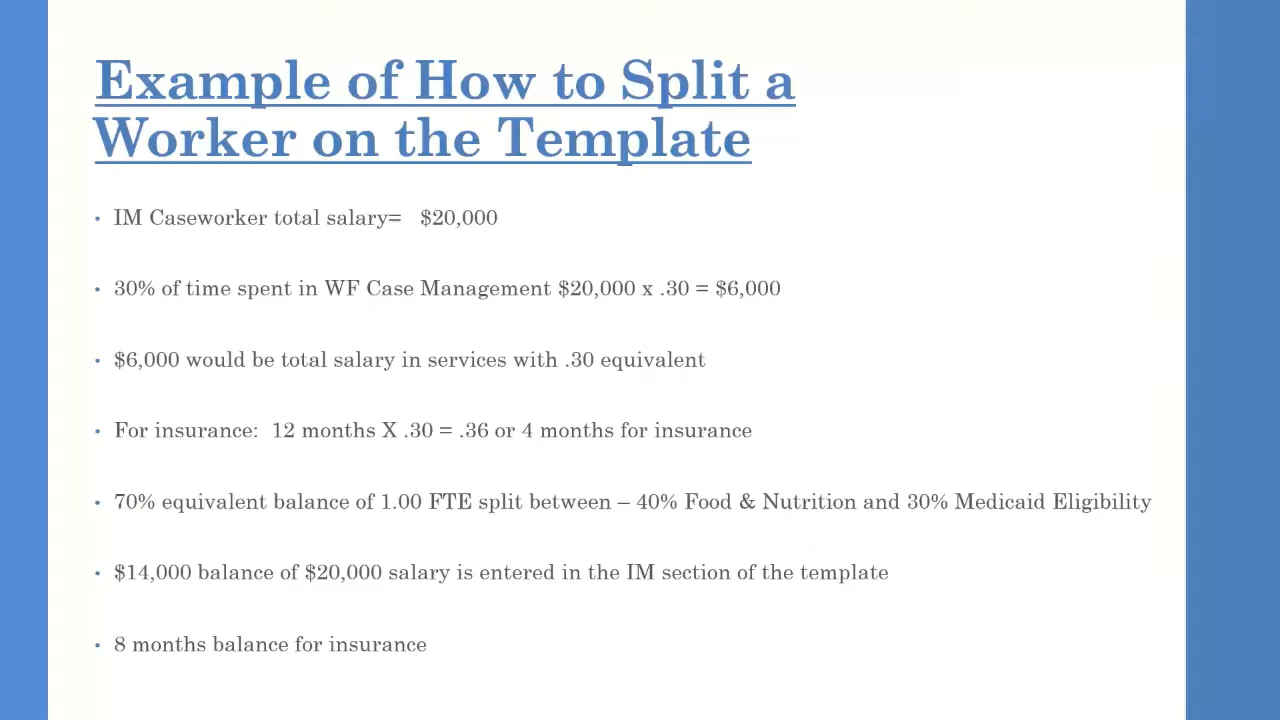 Example of How to Split a
Worker on the Template
• IM Caseworker total salary= $20,000
• 30% of time spent in WF Case Management $20,000 x .30 = $6,000
• $6,000 would be total salary in services with .30 equivalent
• For insurance: 12 months X .30 = .36 or 4 months for insurance
• 70% equivalent balance of 1.00 FTE split between – 40% Food & Nutrition and 30% Medicaid Eligibility
• $14,000 balance of $20,000 salary is entered in the IM section of the template
• 8 months balance for insurance